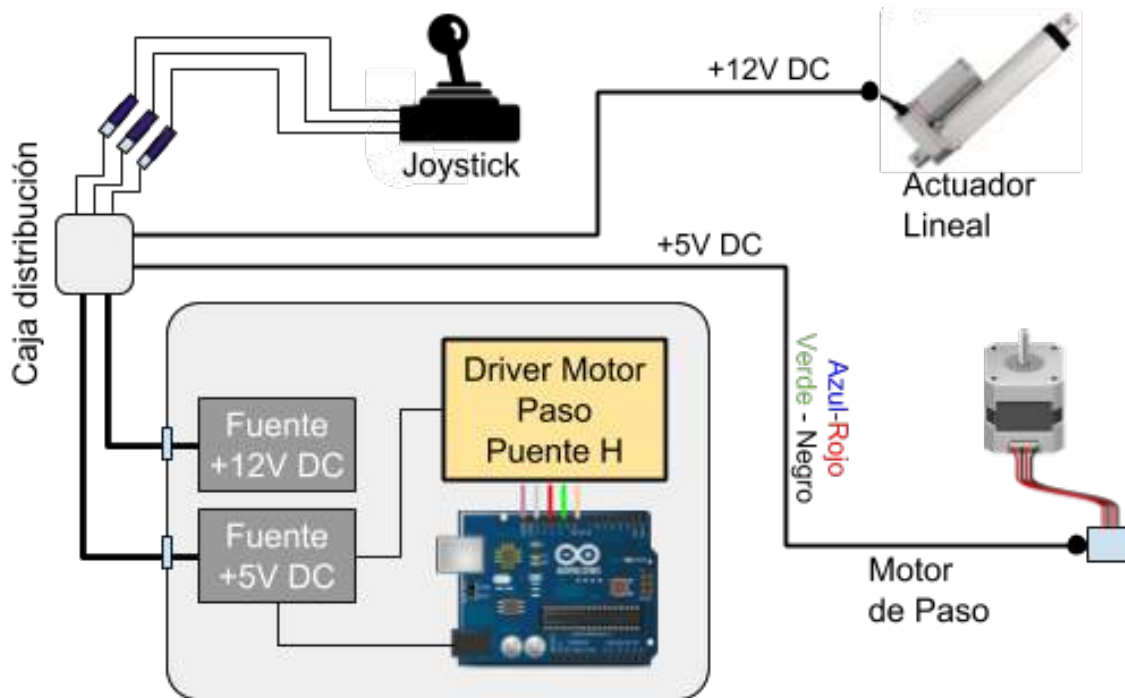 Joystick
+12V DC
Actuador
Lineal
Caja distribución
+5V DC
Azul-Rojo
Verde - Negro
Driver Motor
Paso
Puente H
Fuente
+12V DC
Fuente
+5V DC
Motor
de Paso